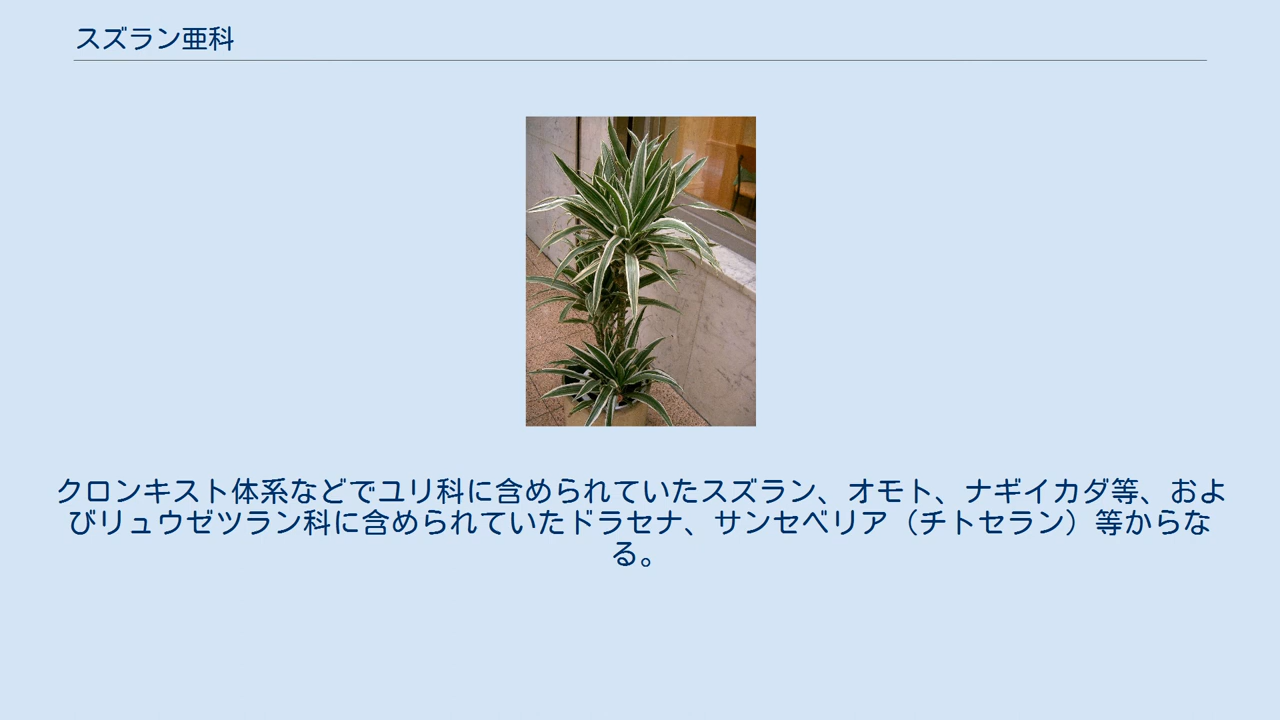 スズラン亜科
クロンキスト体系などでユリ科に含められていたスズラン、オモト、ナギイカダ等、およ
びリュウゼツラン科に含められていたドラセナ、サンセベリア（チトセラン）等からな
る。